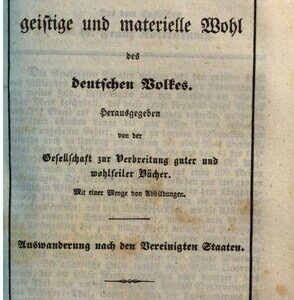 geistige und materielle Wohl
des
deutschen Volkes.
Herausgegeben
von der
Gesellschaft zur Verbreitung guter und
wohlfeiler Bücher.
Mit einer Menge von Abbildungen.
Auswanderung nach den Vereinigten Staaten.